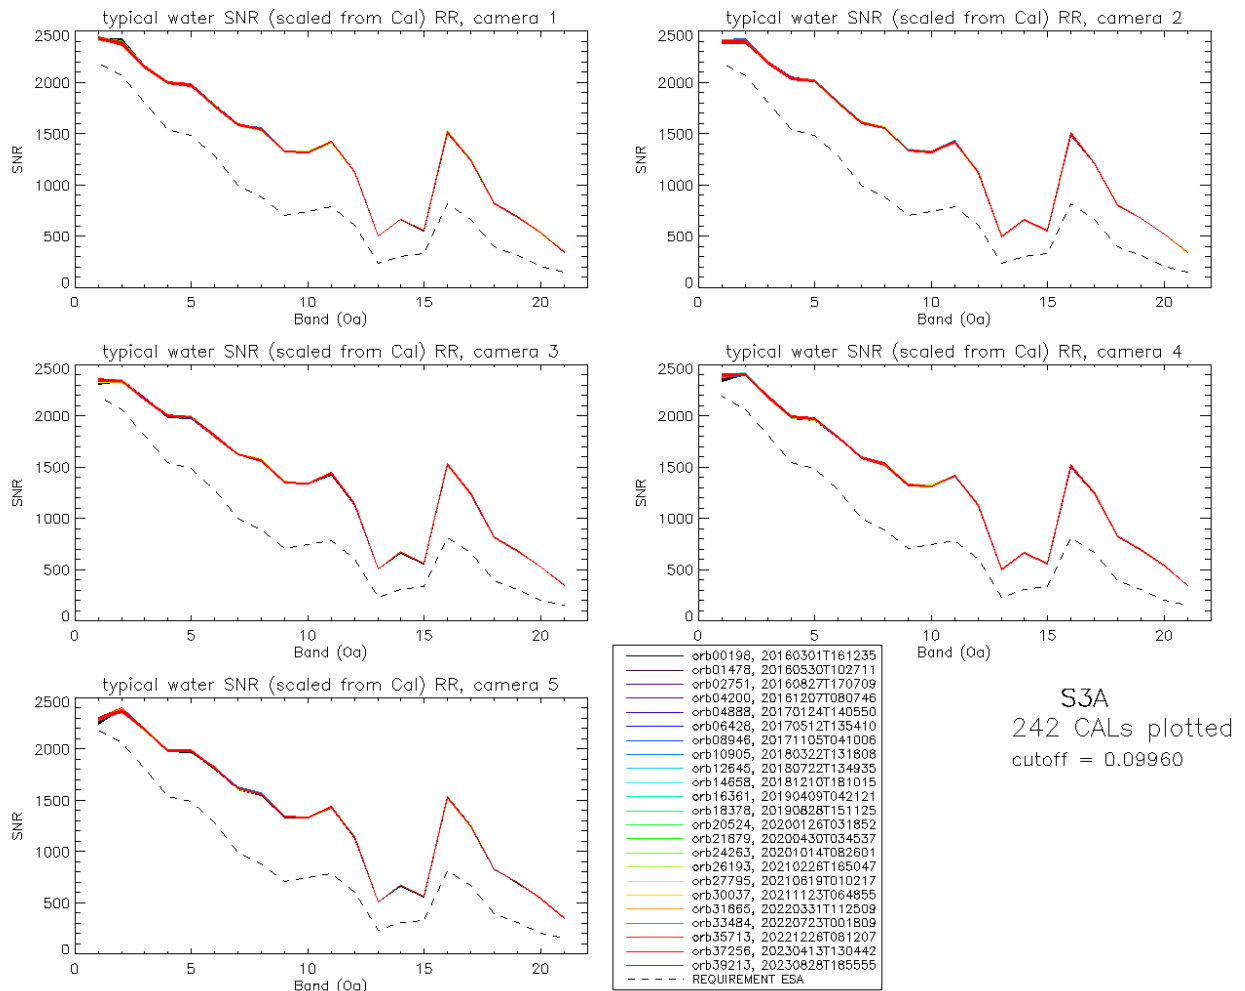 typical water SNR (scaled from Cal) RR, camera 1
2500
2000
1500
1000
500
0
SNR
0
5
10
15
20
Band (Oa)
typical water SNR (scaled from Cal) RR, camera 2
2500
2000
1500
1000
500
0
SNR
0
5
10
15
20
Band (Oa)
typical water SNR (scaled from Cal) RR, camera 3
2500
2000
1500
1000
500
0
SNR
0
5
10
15
20
Band (Oa)
typical water SNR (scaled from Cal) RR, camera 4
2500
2000
1500
1000
500
0
SNR
0
5
10
15
20
Band (Oa)
typical water SNR (scaled from Cal) RR, camera 5
2500
2000
1500
1000
500
0
SNR
0
5
10
15
20
Band (Oa)
orb00198, 20160301T161235
orb01478, 20160530T102711
orb02751, 20160827T170709
orb04200, 20161207T080746
orb04888, 20170124T140550
orb06428, 20170512T135410
orb08946, 20171105T041006
orb10905, 20180322T131808
orb12645, 20180722T134935
orb14658, 20181210T181015
orb16361, 20190409T042121
orb18378, 20190828T151125
orb20524, 20200126T031852
orb21879, 20200430T034537
orb24263, 20201014T082601
orb26193, 20210226T165047
orb27795, 20210619T010217
orb30037, 20211123T064855
orb31865, 20220331T112509
orb33484, 20220723T001809
orb35713, 20221226T081207
orb37256, 20230413T130442
orb39213, 20230828T185555
REQUIREMENT ESA
S3A
242 CALs plotted
cutoff = 0.09960